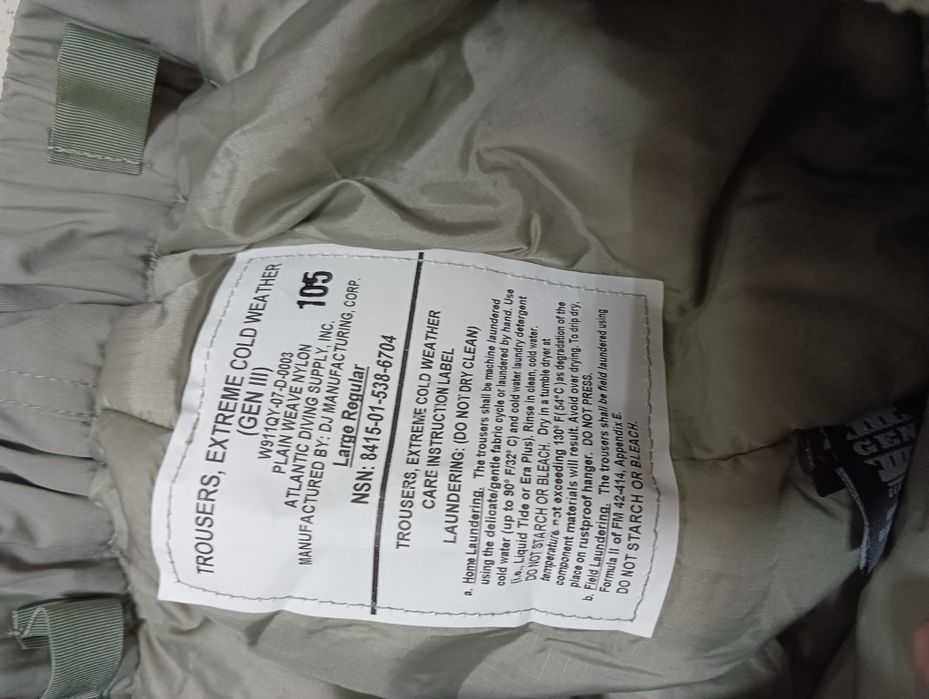 TROUSERS, EXTREME COLD WEATHER
(GEN III)
W911QY-07-D-0003
PLAIN WEAVE NYLON
ATLANTIC DIVING SUPPLY, INC.
MANUFACTURED BY: DJ MANUFACTURING, CORP.
105
Large Regular
NSN: 8415-01-538-6704
TROUSERS, EXTREME COLD WEATHER
CARE INSTRUCTION LABEL
LAUNDERING: (DO NOT DRY CLEAN)
a. Home Laundering. The trousers shall be machine laundered
using the delicate/gentle fabric cycle or laundered by hand. Use
cold water (up to 90° F/32° C) and cold water laundry detergent
(i.e., Liquid Tide or Era Plus). Rinse in clean, cold water.
DO NOT STARCH OR BLEACH. Dry in a tumble dryer at
temperature not exceeding 130° F(54°C) as degradation of the
component materials will result. Avoid over drying. To drip dry,
place on rustproof hanger. DO NOT PRESS.
b. Field Laundering. The trousers shall be field laundered using
Formula II of FM 42-414, Appendix E.
DO NOT STARCH OR BLEACH.
GEN